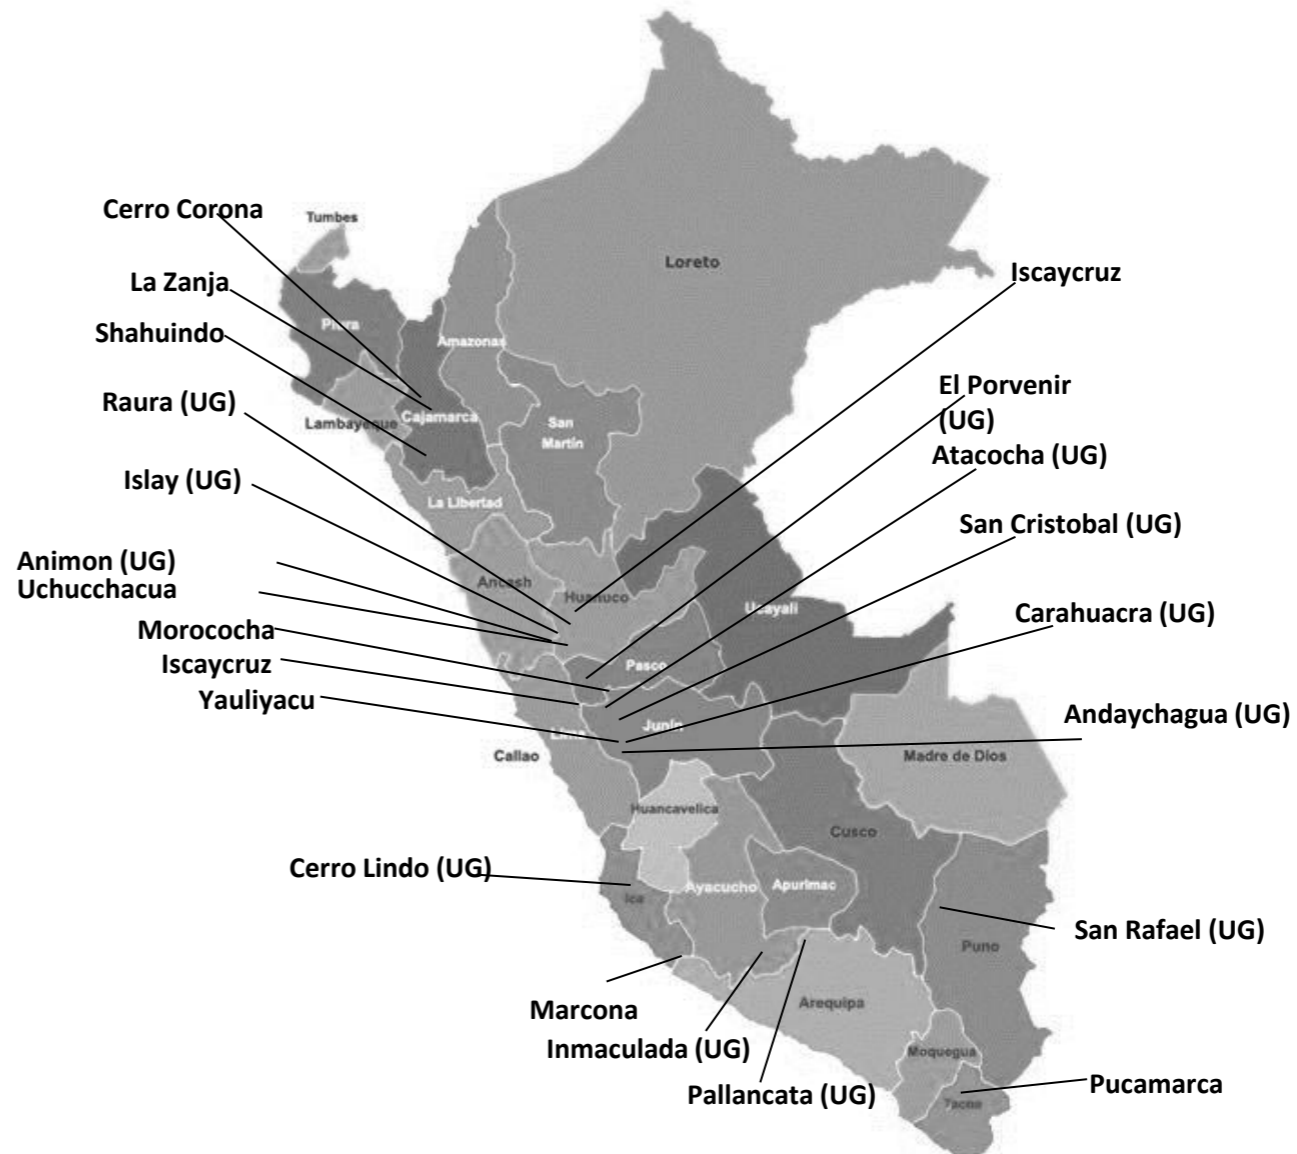 Cerro Corona
Tumbes
Loreto
Iscaycruz
La Zanja
Piura
Shahuindo
Amazonas
El Porvenir
(UG)
Raura (UG)
Lambayeque
Cajamarca
San
Martín
Atacocha (UG)
Islay (UG)
La Libertad
San Cristobal (UG)
Animon (UG)
Uchucchacua
Ancash
Huanuco
Ucayali
Carahuacra (UG)
Morococha
Iscaycruz
Pasco
Yauliyacu
Lima
Junín
Andaychagua (UG)
Callao
Madre de Dios
Huancavelica
Cusco
Cerro Lindo (UG)
Ica
Ayacucho
Apurimac
San Rafael (UG)
Puno
Marcona
Arequipa
Inmaculada (UG)
Moquegua
Pallancata (UG)
Pucamarca
Tacna